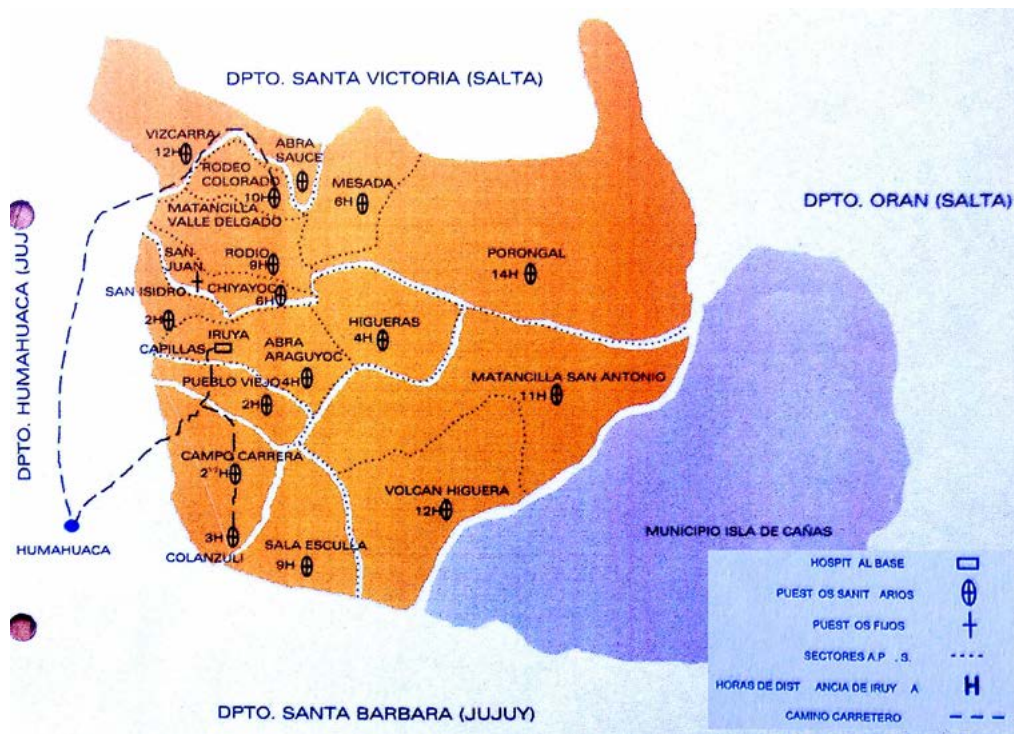 DPTO. SANTA VICTORIA (SALTA)
VIZCARRA
12H
ABRA
SAUCE
RODEO
COLORADO
10H
MESADA
6H
DPTO. ORAN (SALTA)
MATANCILLA
VALLE DELGADO
DPTO. HUMAHUACA (JUJ
SAN
JUAN.
RODIO
9H
PORONGAL
14H
SAN ISIDRO
2H
CHIYAYOC
6H
IRUYA
CAPILLAS
ABRA
ARAGUYOC
4H
HIGUERAS
4H
PUEBLO VIEJO
2H
MATANCILLA SAN ANTONIO
11H
CAMPO CARRERA
2 1/2 H
VOLCAN HIGUERA
12H
HUMAHUACA
3H
COLANZULI
SALA ESCULLA
9H
MUNICIPIO ISLA DE CAÑAS
HOSPIT AL BASE
PUEST OS SANIT ARIOS
PUEST OS FIJOS
SECTORES A.P .S.
HORAS DE DIST ANCIA DE IRUY A
H
CAMINO CARRETERO
DPTO. SANTA BARBARA (JUJUY)